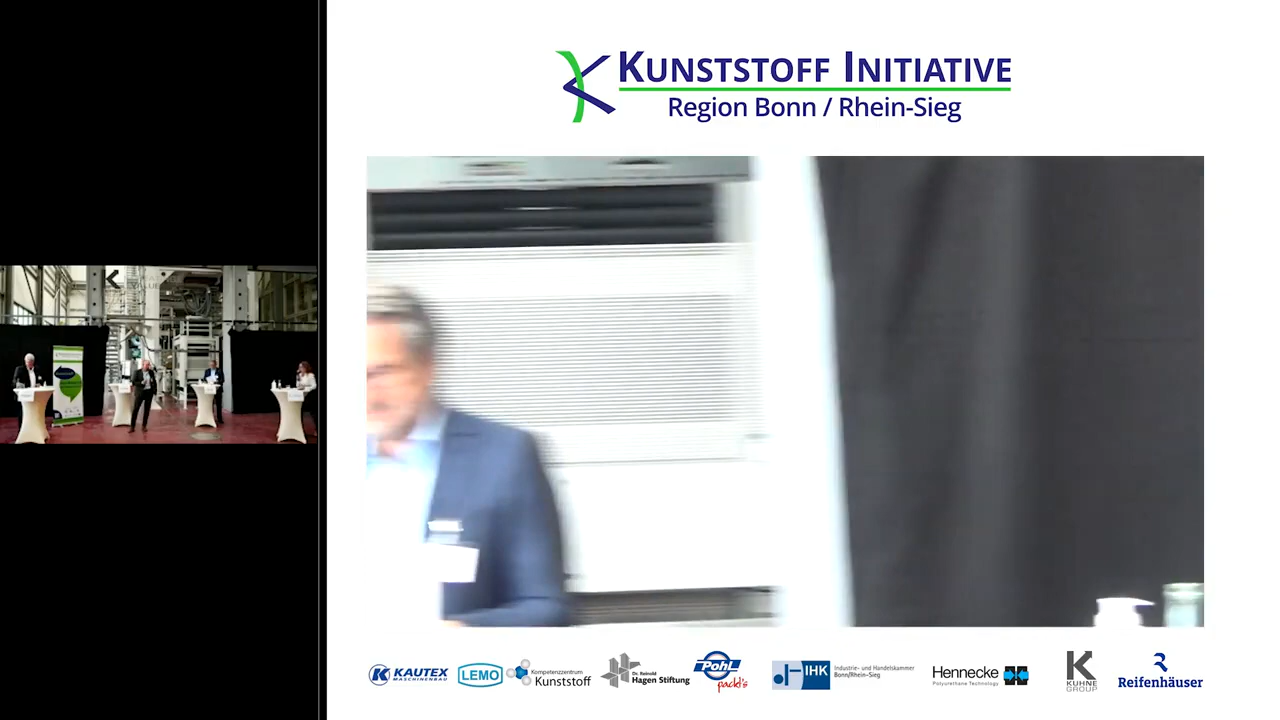 KUNSTSTOFF INITIATIVE
Region Bonn / Rhein-Sieg
KAUTEX
MASCHINENBAU
LEMO
Kompetenzzentrum
Kunststoff
Dr. Reinold
Hagen Stiftung
POHL
packt's
IHK
Industrie- und Handelskammer
Bonn/Rhein-Sieg
Hennecke
Polyurethane Technology
K
KUHNE
GROUP
Reifenhäuser